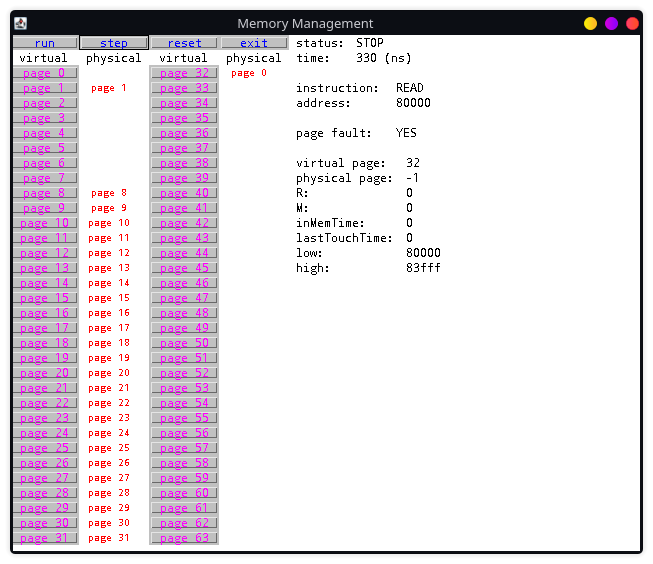 Memory Management
run step reset exit status: STOP
virtual physical virtual physical time: 330 (ns)
page 0 page 32 page 0
page 1 page 1 page 33 instruction: READ
page 2 page 34 address: 80000
page 3 page 35
page 4 page 36 page fault: YES
page 5 page 37
page 6 page 38 virtual page: 32
page 7 page 39 physical page: -1
page 8 page 8 page 40 R: 0
page 9 page 9 page 41 M: 0
page 10 page 10 page 42 inMemTime: 0
page 11 page 11 page 43 lastTouchTime: 0
page 12 page 12 page 44 low: 80000
page 13 page 13 page 45 high: 83fff
page 14 page 14 page 46
page 15 page 15 page 47
page 16 page 16 page 48
page 17 page 17 page 49
page 18 page 18 page 50
page 19 page 19 page 51
page 20 page 20 page 52
page 21 page 21 page 53
page 22 page 22 page 54
page 23 page 23 page 55
page 24 page 24 page 56
page 25 page 25 page 57
page 26 page 26 page 58
page 27 page 27 page 59
page 28 page 28 page 60
page 29 page 29 page 61
page 30 page 30 page 62
page 31 page 31 page 63